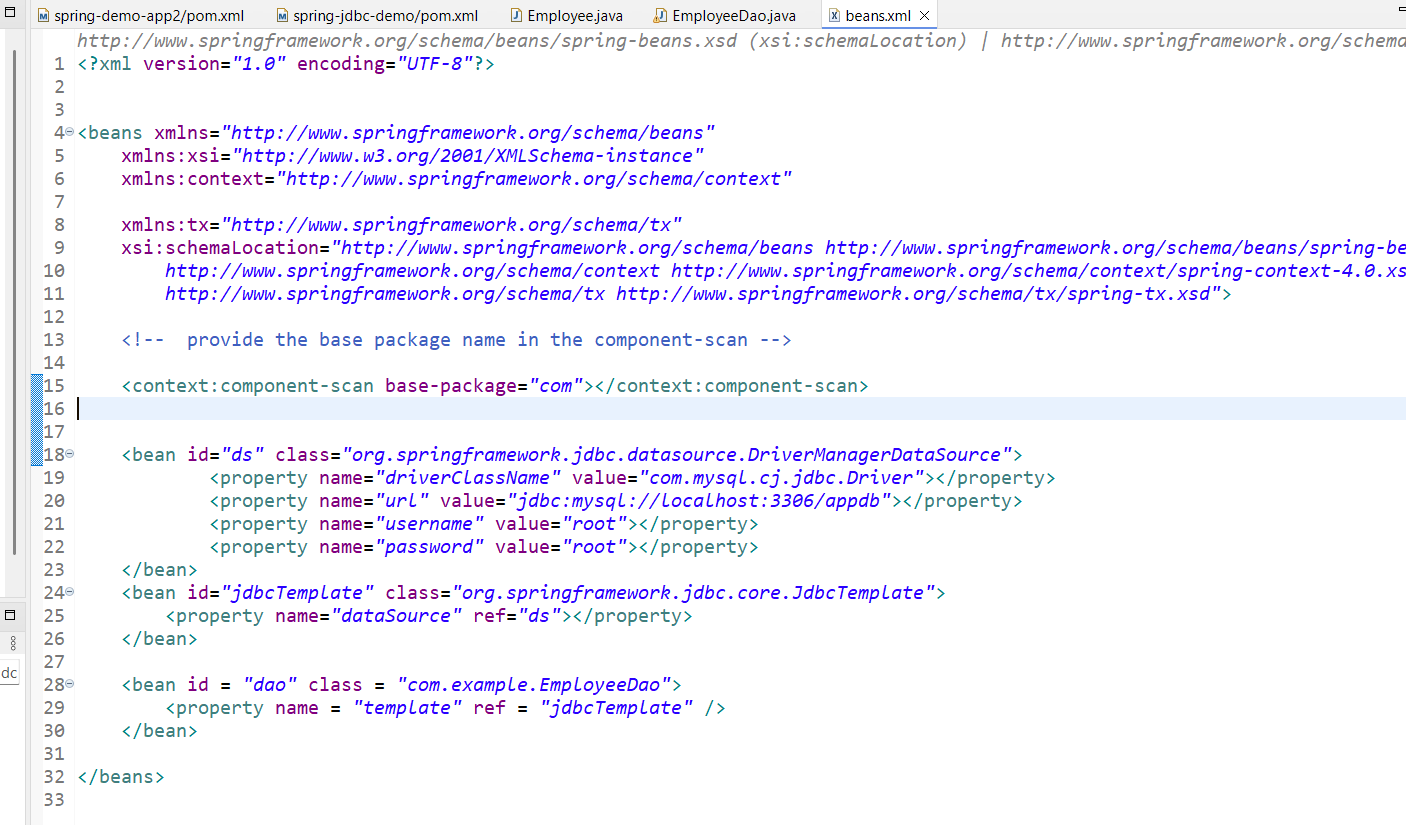 spring-demo-app2/pom.xml spring-jdbc-demo/pom.xml Employee.java EmployeeDao.java beans.xml
http://www.springframework.org/schema/beans/spring-beans.xsd (xsi:schemaLocation) | http://www.springframework.org/schema
1 <?xml version="1.0" encoding="UTF-8"?>
2
3
4 <beans xmlns="http://www.springframework.org/schema/beans"
5 xmlns:xsi="http://www.w3.org/2001/XMLSchema-instance"
6 xmlns:context="http://www.springframework.org/schema/context"
7
8 xmlns:tx="http://www.springframework.org/schema/tx"
9 xsi:schemaLocation="http://www.springframework.org/schema/beans http://www.springframework.org/schema/beans/spring-be
10 http://www.springframework.org/schema/context http://www.springframework.org/schema/context/spring-context-4.0.xs
11 http://www.springframework.org/schema/tx http://www.springframework.org/schema/tx/spring-tx.xsd">
12
13 <!--  provide the base package name in the component-scan -->
14
15 <context:component-scan base-package="com"></context:component-scan>
16
17
18 <bean id="ds" class="org.springframework.jdbc.datasource.DriverManagerDataSource">
19 <property name="driverClassName" value="com.mysql.cj.jdbc.Driver"></property>
20 <property name="url" value="jdbc:mysql://localhost:3306/appdb"></property>
21 <property name="username" value="root"></property>
22 <property name="password" value="root"></property>
23 </bean>
24 <bean id="jdbcTemplate" class="org.springframework.jdbc.core.JdbcTemplate">
25 <property name="dataSource" ref="ds"></property>
26 </bean>
27
28 <bean id = "dao" class = "com.example.EmployeeDao">
29 <property name = "template" ref = "jdbcTemplate" />
30 </bean>
31
32 </beans>
33
dc